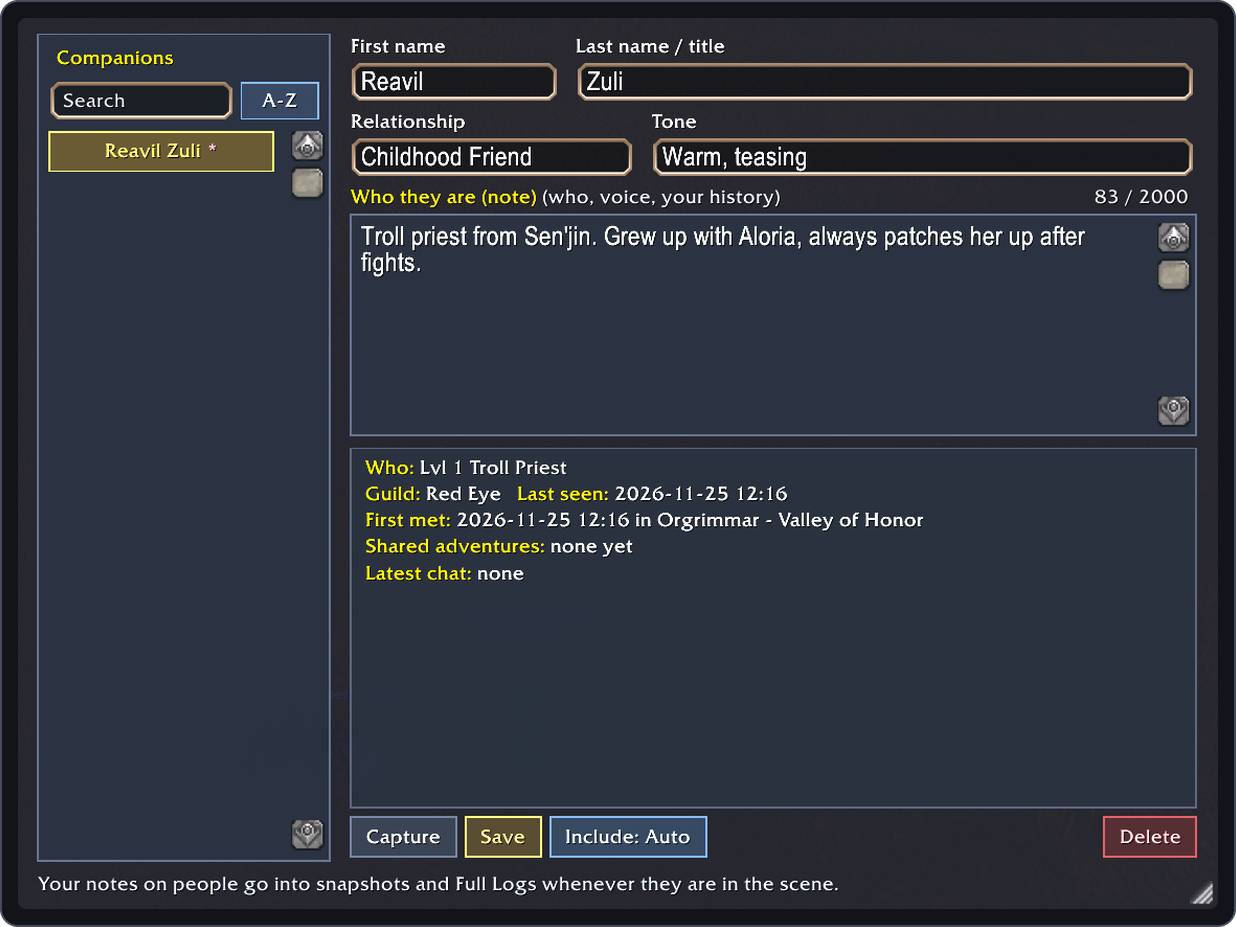 Companions
Search
A-Z
Reavil Zuli *
First name
Last name / title
Reavil
Zuli
Relationship
Tone
Childhood Friend
Warm, teasing
Who they are (note) (who, voice, your history)
83 / 2000
Troll priest from Sen'jin. Grew up with Aloria, always patches her up after
fights.
Who: Lvl 1 Troll Priest
Guild: Red Eye Last seen: 2026-11-25 12:16
First met: 2026-11-25 12:16 in Orgrimmar - Valley of Honor
Shared adventures: none yet
Latest chat: none
Capture
Save
Include: Auto
Delete
Your notes on people go into snapshots and Full Logs whenever they are in the scene.